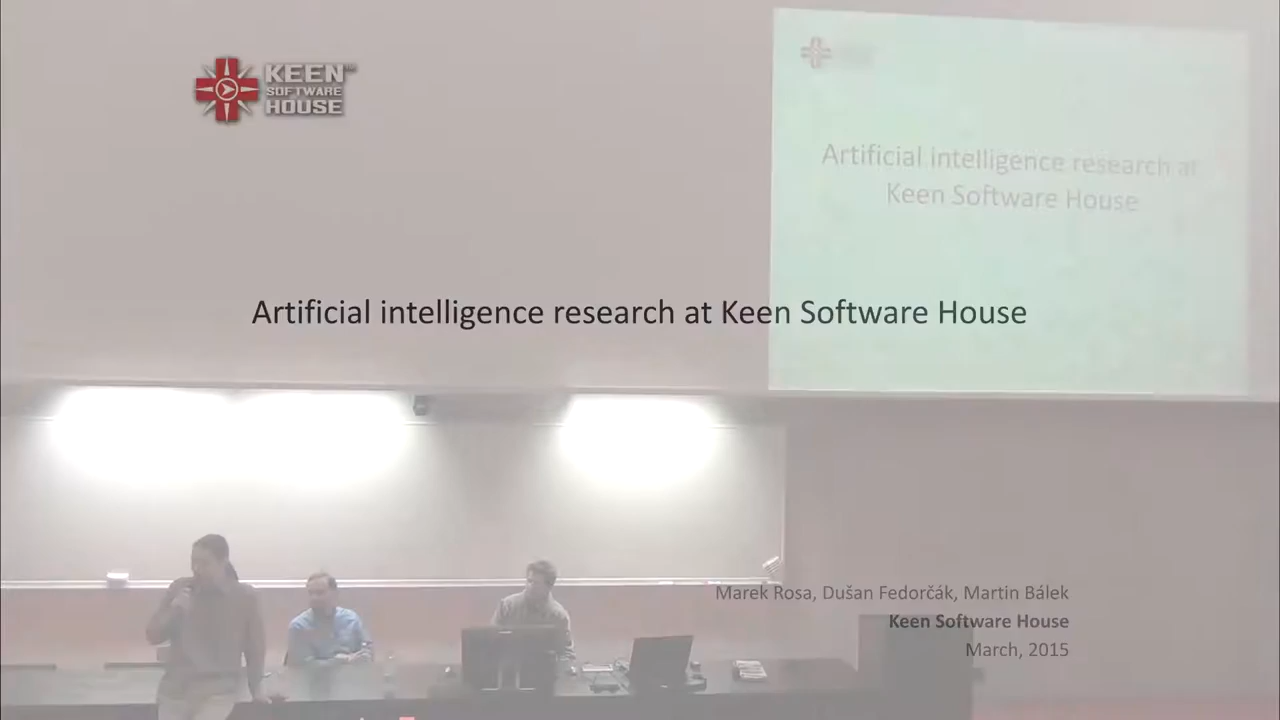 KEEN
SOFTWARE
HOUSE
Artificial intelligence research at
Keen Software House
Artificial intelligence research at Keen Software House
Marek Rosa, Dušan Fedorčák, Martin Bálek
Keen Software House
March, 2015